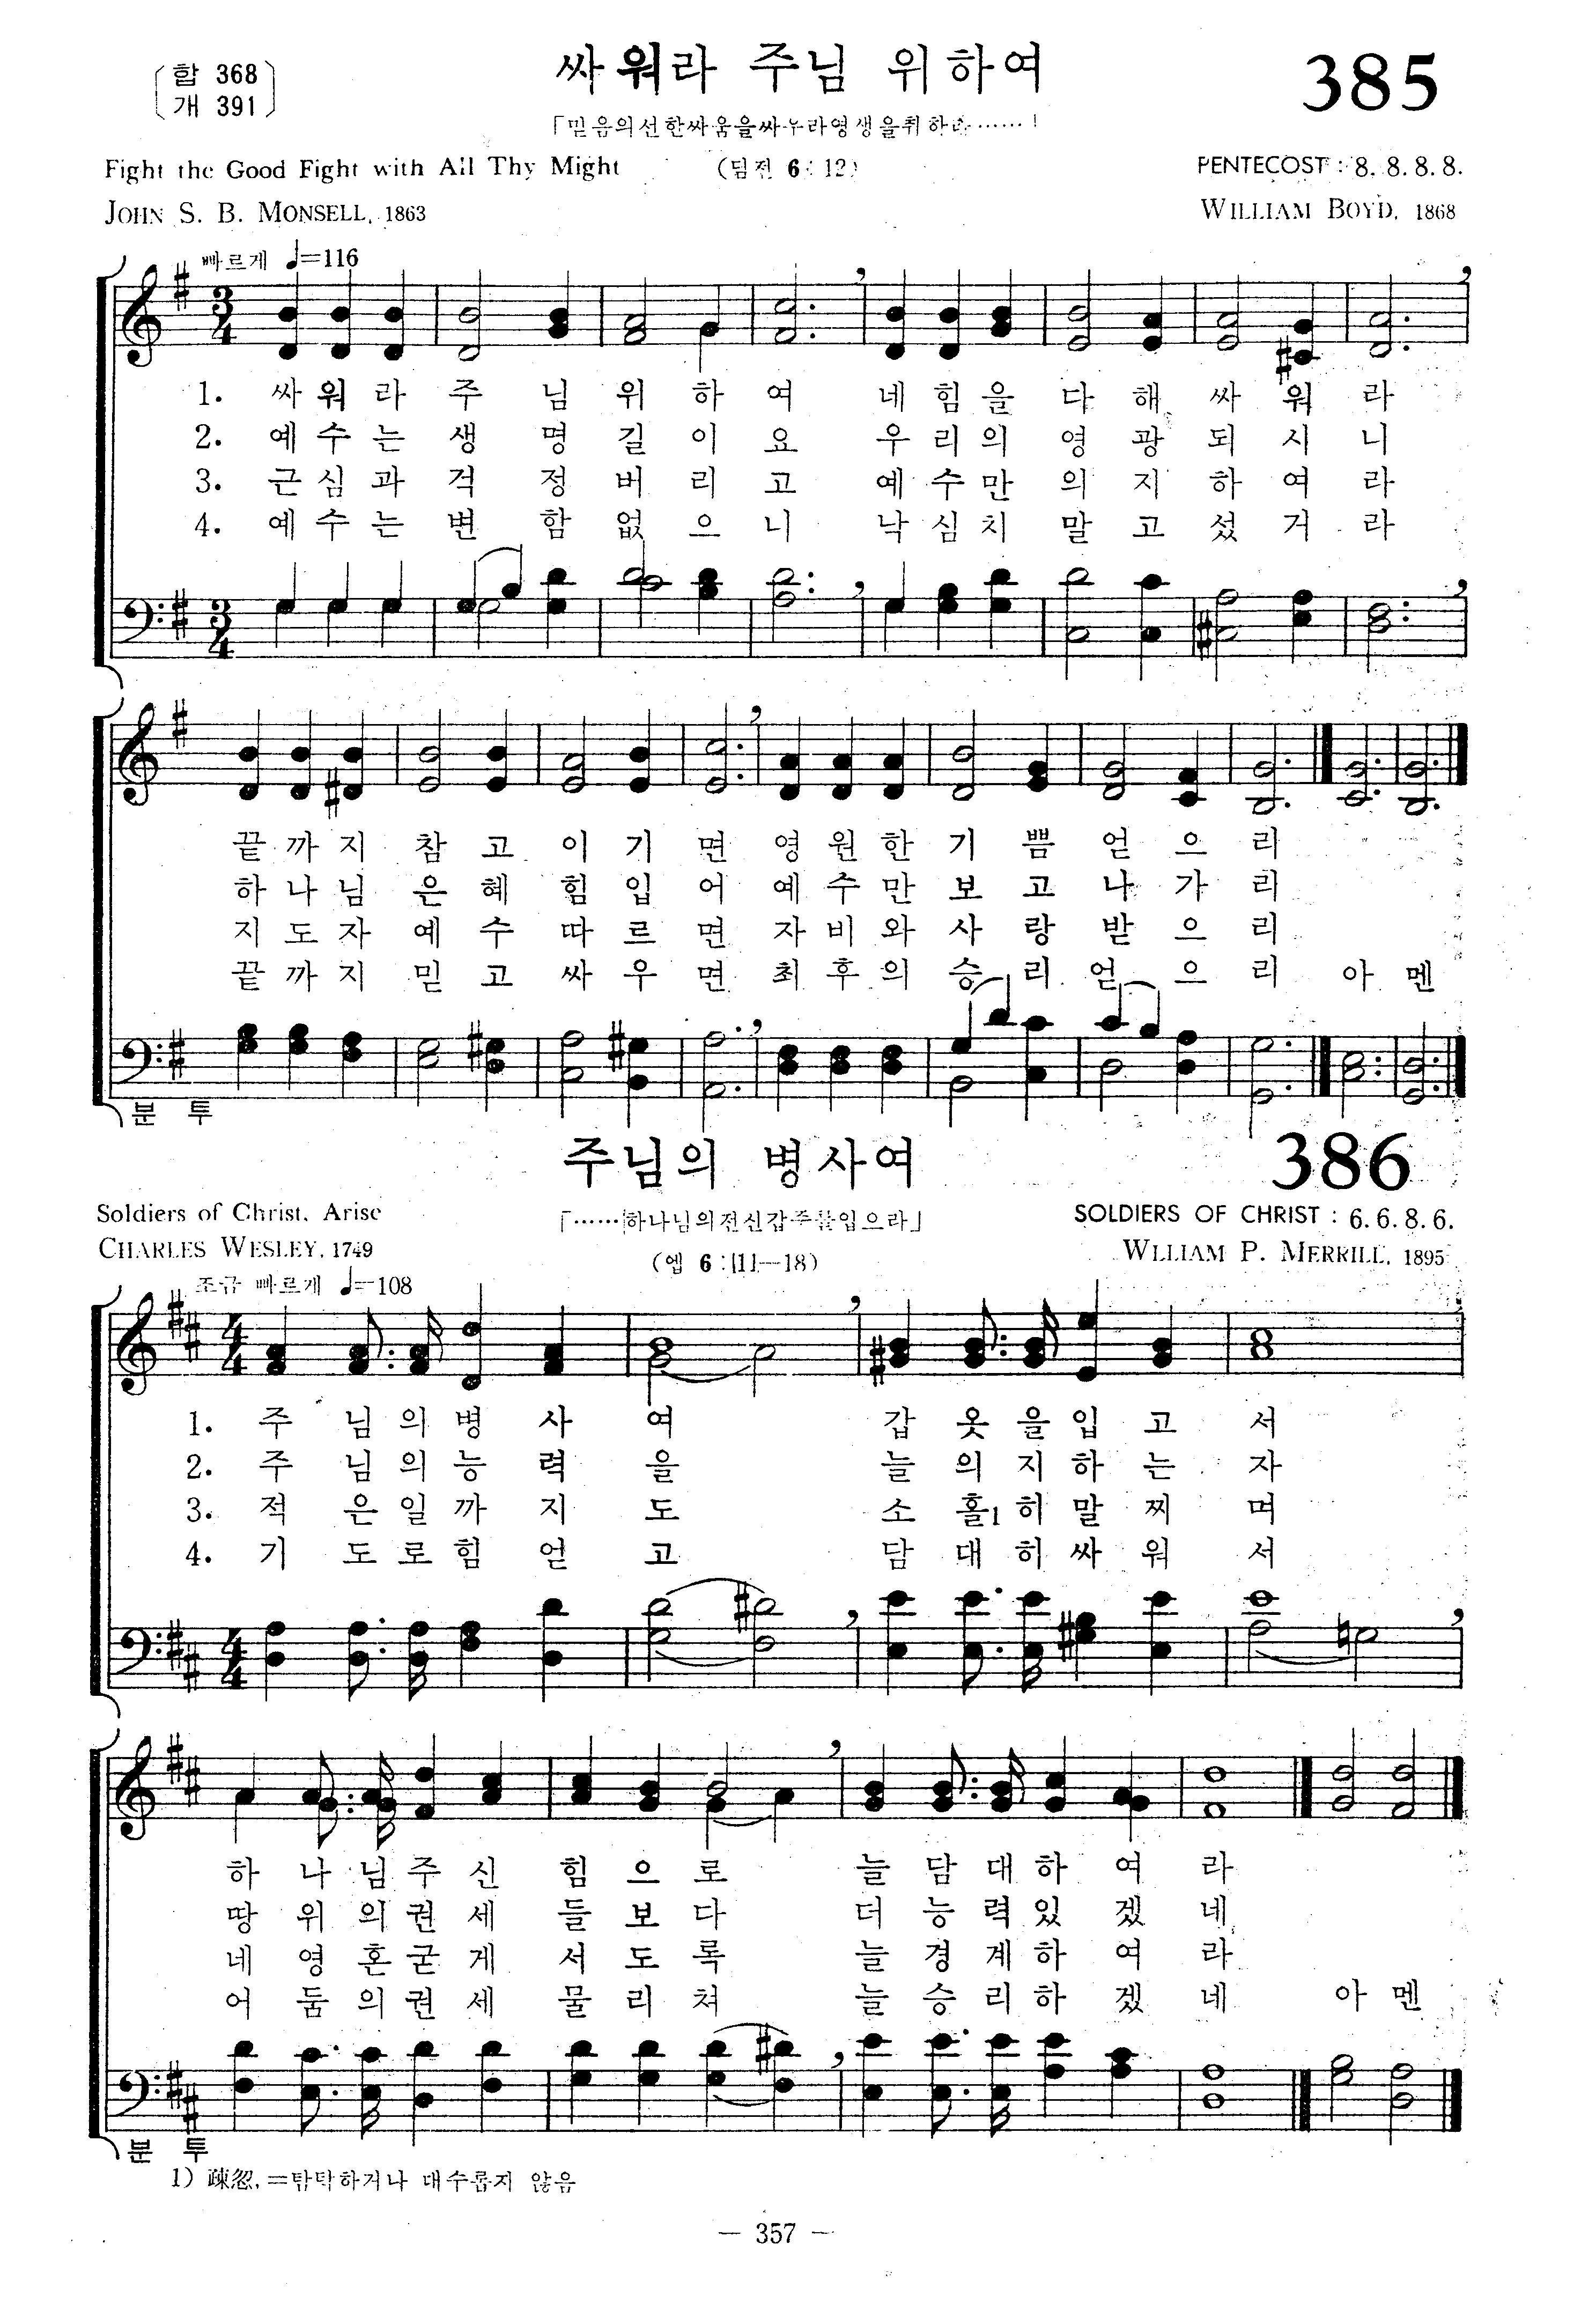 합 368
개 391
싸워라 주님 위하여
385
「믿음의선한싸움을싸우라영생을취하라……」
Fight the Good Fight with All Thy Might
(딤전 6:12)
PENTECOST : 8. 8. 8. 8.
JOHN S. B. MONSELL, 1863
WILLIAM BOYD, 1868
빠르게 ♩=116
1. 싸워라 주님 위하여 네힘을 다해 싸워라
2. 예수는 생명 길이요 우리의 영광 되시니
3. 근심과 걱정 버리고 예수만 의지 하여라
4. 예수는 변함 없으니 낙심치 말고 섰거라
끝까지 참고 이기면 영원한 기쁨 얻으리
하나님 은혜 힘입어 예수만 보고 나가리
지도자 예수 따르면 자비와 사랑 받으리
끝까지 믿고 싸우면 최후의 승리 얻으리 아멘
분 투
주님의 병사여
386
Soldiers of Christ, Arise
「……하나님의전신갑주를입으라」
SOLDIERS OF CHRIST : 6. 6. 8. 6.
CHARLES WESLEY, 1749
(엡 6:11—18)
WLLIAM P. MERRILL, 1895
조금 빠르게 ♩=108
1. 주님의병사여 갑옷을입고서
2. 주님의능력을 늘의지하는자
3. 적은일까지도 소홀1히말찌며
4. 기도로힘얻고 담대히싸워서
하나님주신 힘으로 늘담대하여라
땅위의권세 들보다 더능력있겠네
네영혼굳게 서도록 늘경계하여라
어둠의권세 물리쳐 늘승리하겠네 아멘
분 투
1) 疎忽.=탐탁하거나 대수롭지 않음
— 357 —